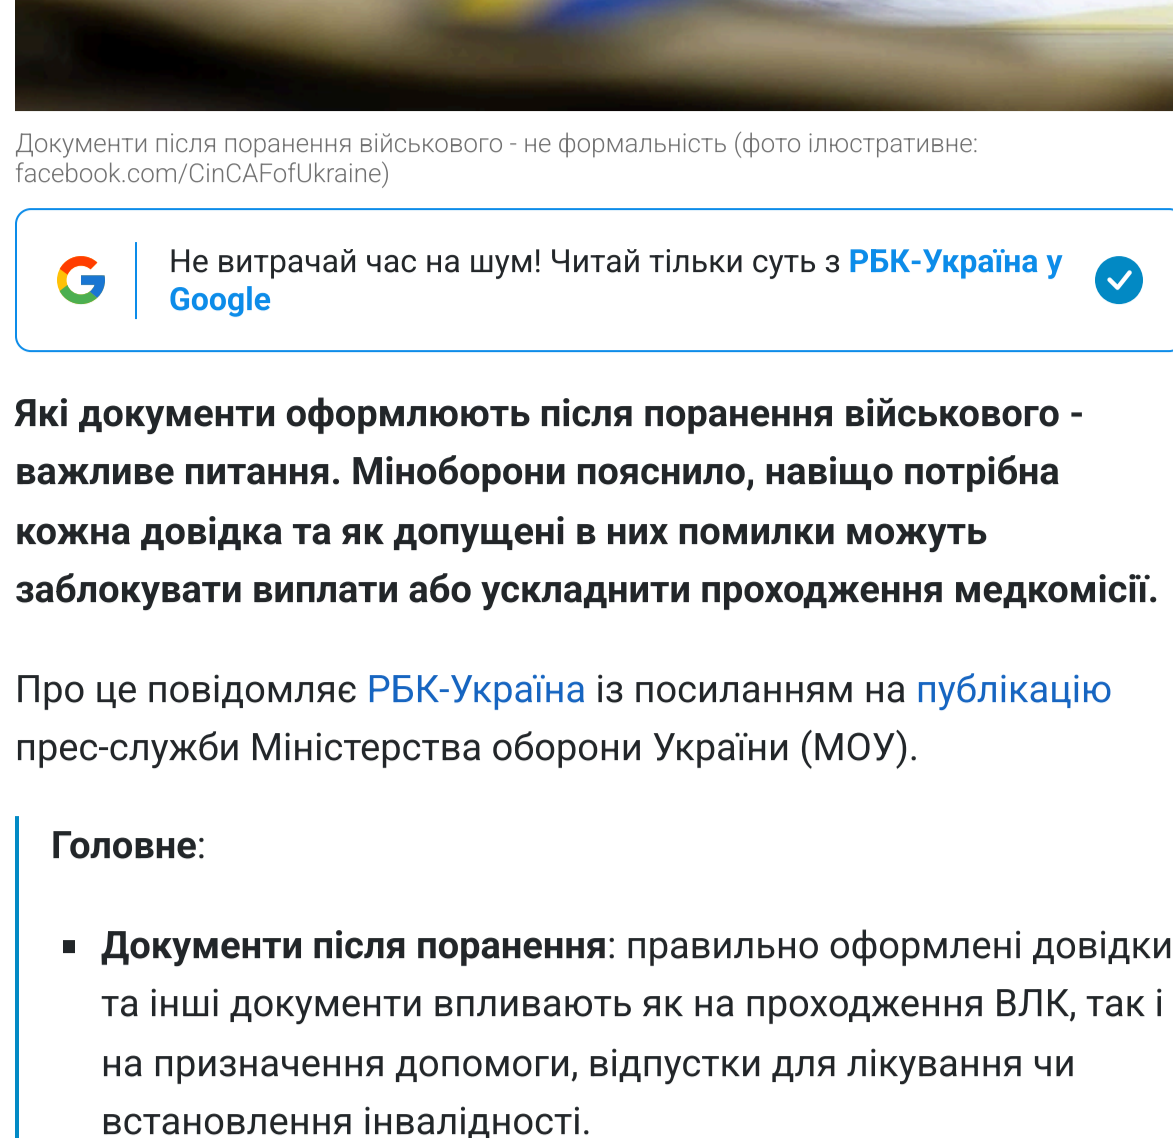 Документи після поранення військового - не формальність (фото ілюстративне:
facebook.com/CinCAFofUkraine)
Не витрачай час на шум! Читай тільки суть з РБК-Україна у
Google
Які документи оформлюють після поранення військового -
важливе питання. Міноборони пояснило, навіщо потрібна
кожна довідка та як допущені в них помилки можуть
заблокувати виплати або ускладнити проходження медкомісії.
Про це повідомляє РБК-Україна із посиланням на публікацію
прес-служби Міністерства оборони України (МОУ).
Головне:
▪ Документи після поранення: правильно оформлені довідки
та інші документи впливають як на проходження ВЛК, так і
на призначення допомоги, відпустки для лікування чи
встановлення інвалідності.